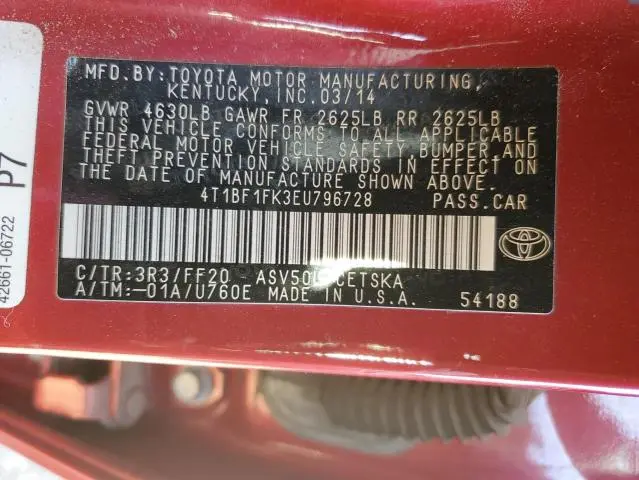 MFD.BY:TOYOTA MOTOR MANUFACTURING,
KENTUCKY,INC.03/14
GVWR 4630LB GAWR FR 2625LB RR 2625LB
THIS VEHICLE CONFORMS TO ALL APPLICABLE
FEDERAL MOTOR VEHICLE SAFETY BUMPER,AND
THEFT PREVENTION STANDARDS IN EFFECT ON
THE DATE OF MANUFACTURE SHOWN ABOVE.
4T1BF1FK3EU796728 PASS.CAR
C/TR:3R3/FF20 CETSKA
A/TM:-01A/U760E MADE IN U.S.A. 54188
P7
42661-06722